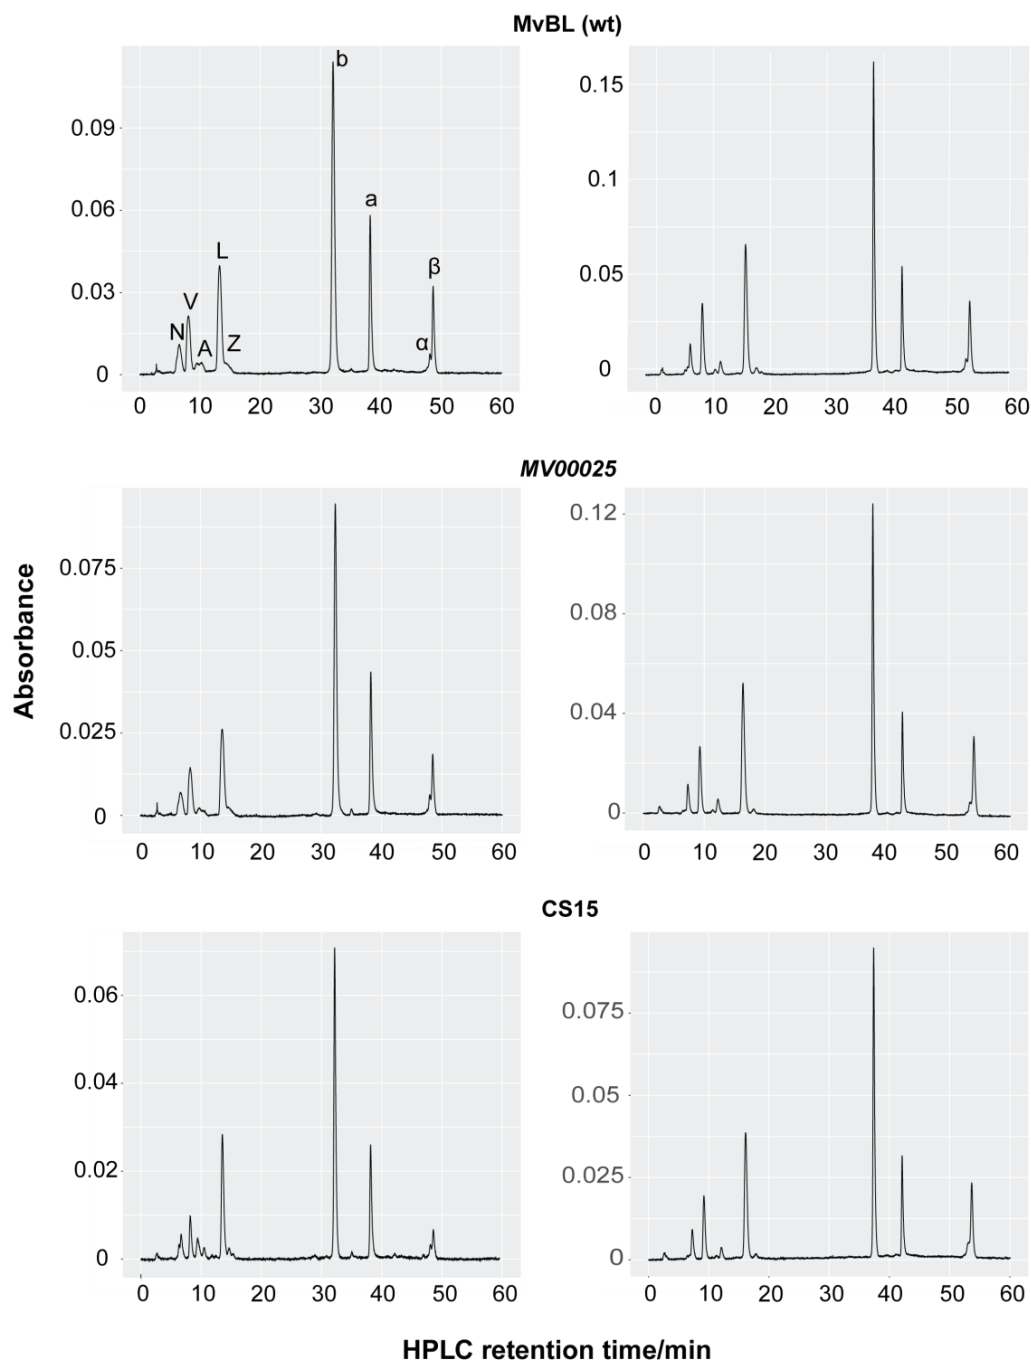 MvBL (wt)
b
a
L
β
V
N
A
Z
α
0.09
0.06
0.03
0
0 10 20 30 40 50 60
0.15
0.1
0.05
0
0 10 20 30 40 50 60
MV00025
0.075
0.05
0.025
0
0 10 20 30 40 50 60
0.12
0.08
0.04
0
0 10 20 30 40 50 60
Absorbance
CS15
0.06
0.04
0.02
0
0 10 20 30 40 50 60
0.075
0.05
0.025
0
0 10 20 30 40 50 60
HPLC retention time/min